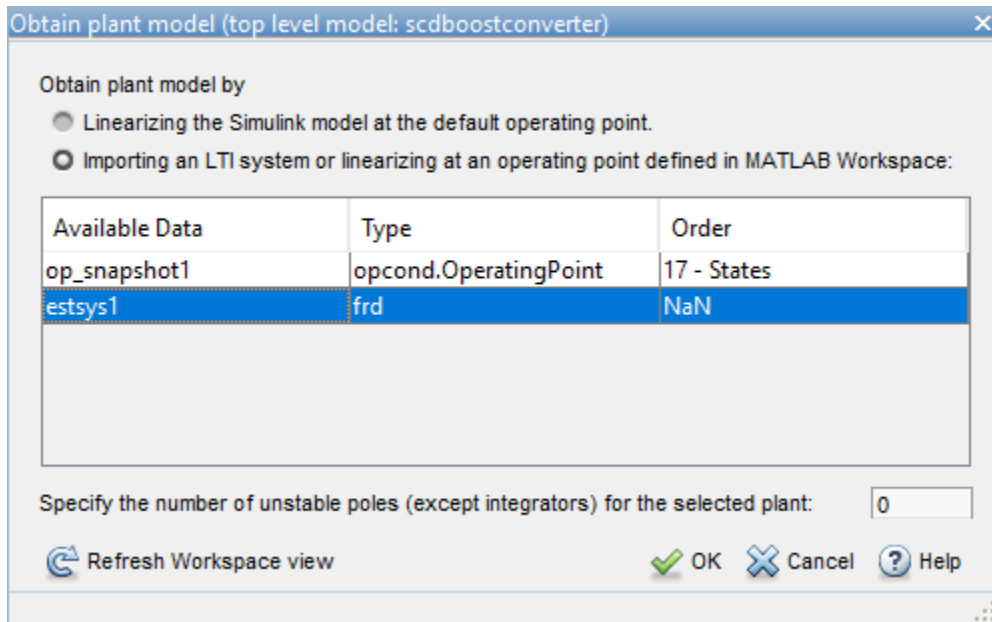 Obtain plant model (top level model: scdboostconverter)
Obtain plant model by
Linearizing the Simulink model at the default operating point.
Importing an LTI system or linearizing at an operating point defined in MATLAB Workspace:
Available Data Type Order
op_snapshot1 opcond.OperatingPoint 17 - States
estsys1 frd NaN
Specify the number of unstable poles (except integrators) for the selected plant: 0
Refresh Workspace view OK Cancel ? Help